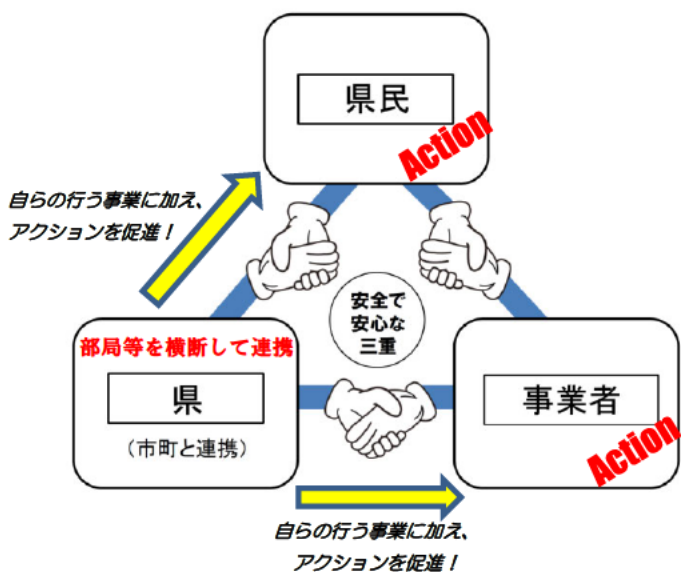 県民
Action
自らの行う事業に加え、
アクションを促進！
安全で
安心な
三重
部局等を横断して連携
県
（市町と連携）
事業者
Action
自らの行う事業に加え、
アクションを促進！